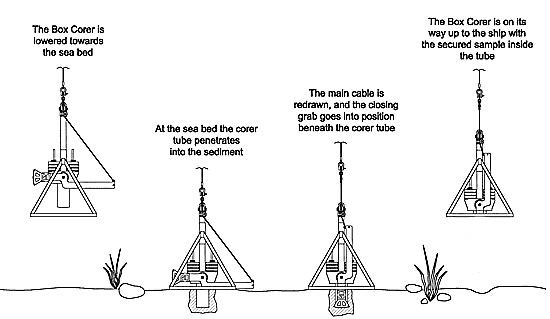 The Box Corer is
lowered towards
the sea bed
At the sea bed the corer
tube penetrates
into the sediment
The main cable is
redrawn, and the closing
grab goes into position
beneath the corer tube
The Box Corer is on its
way up to the ship with
the secured sample inside
the tube